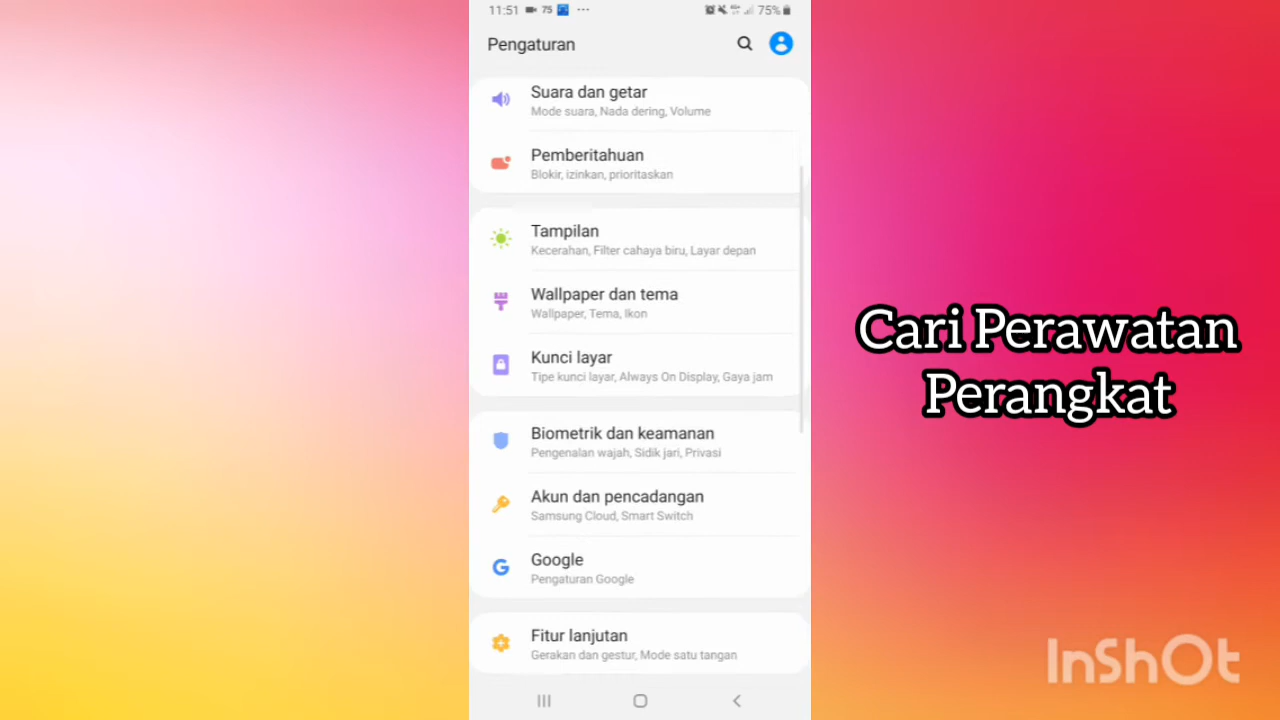 11:51 75 ... 75%
Pengaturan
Suara dan getar
Mode suara, Nada dering, Volume
Pemberitahuan
Blokir, izinkan, prioritaskan
Tampilan
Kecerahan, Filter cahaya biru, Layar depan
Wallpaper dan tema
Wallpaper, Tema, Ikon
Kunci layar
Tipe kunci layar, Always On Display, Gaya jam
Biometrik dan keamanan
Pengenalan wajah, Sidik jari, Privasi
Akun dan pencadangan
Samsung Cloud, Smart Switch
Google
Pengaturan Google
Fitur lanjutan
Gerakan dan gestur, Mode satu tangan
Cari Perawatan
Perangkat
InShOt